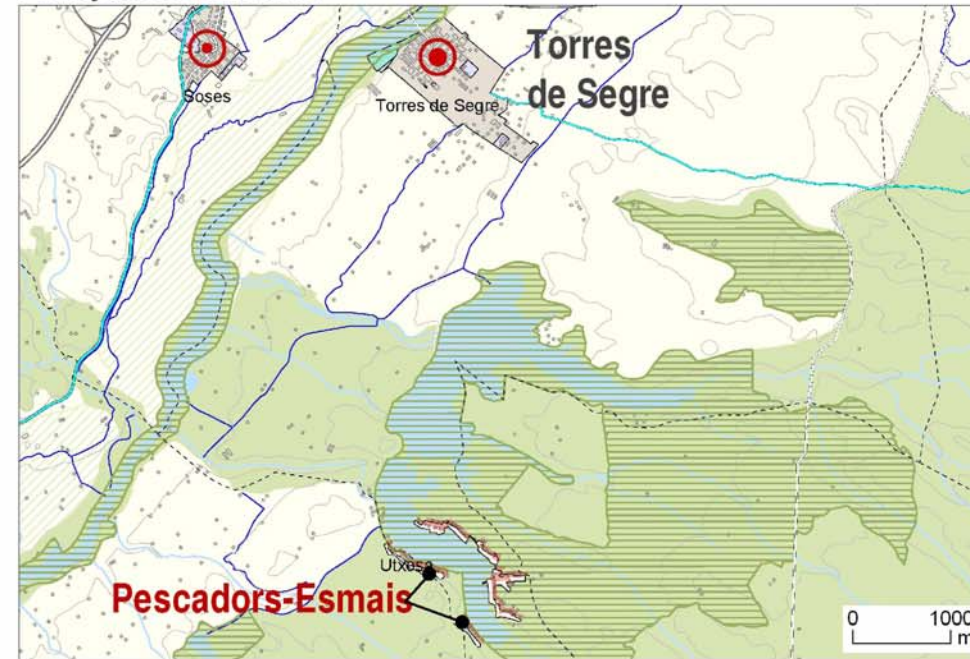 Torres
de Segre
Soses
Torres de Segre
Utxesa
Pescadors-Esmais
0 1000
m